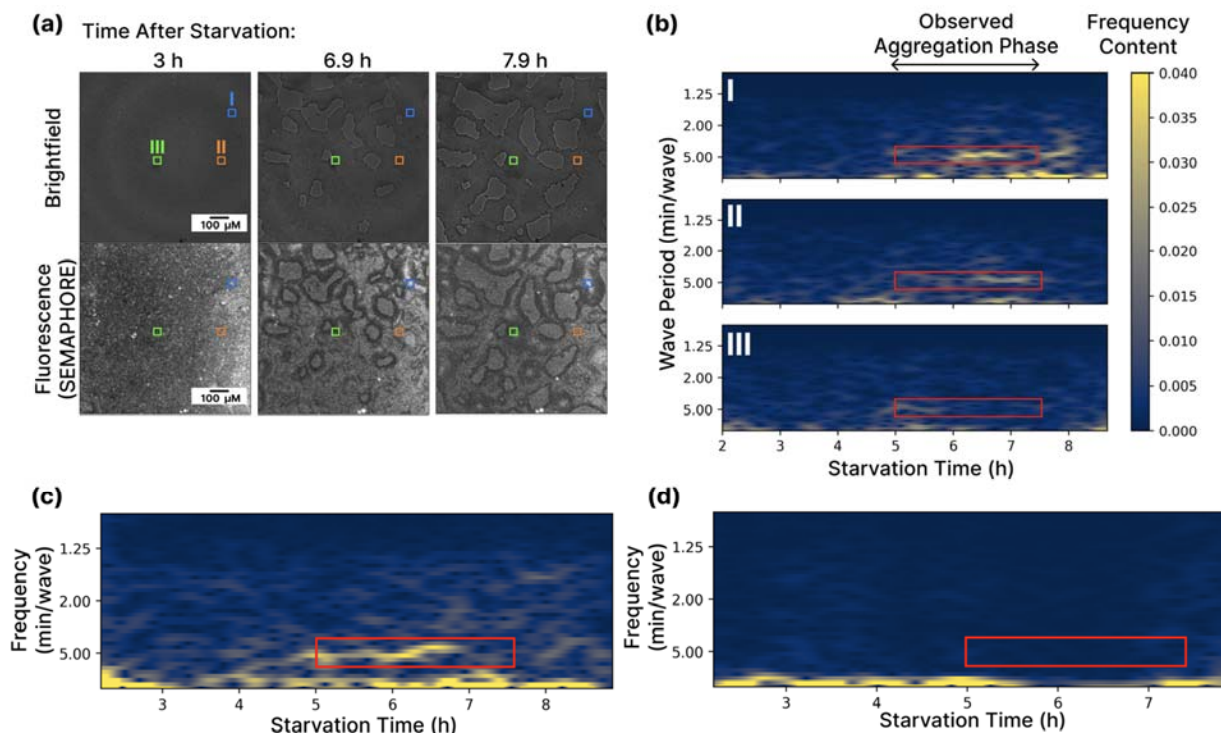 (a)
Time After Starvation:
3 h
6.9 h
7.9 h
Brightfield
I
III
II
100 µM
Fluorescence
(SEMAPHORE)
100 µM
(b)
Observed
Aggregation Phase
Frequency
Content
I
1.25
2.00
5.00
II
1.25
2.00
5.00
III
1.25
2.00
5.00
Wave Period (min/wave)
2
3
4
5
6
7
8
Starvation Time (h)
0.040
0.035
0.030
0.025
0.020
0.015
0.010
0.005
0.000
(c)
Frequency
(min/wave)
1.25
2.00
5.00
3
4
5
6
7
8
Starvation Time (h)
(d)
Frequency
(min/wave)
1.25
2.00
5.00
3
4
5
6
7
Starvation Time (h)